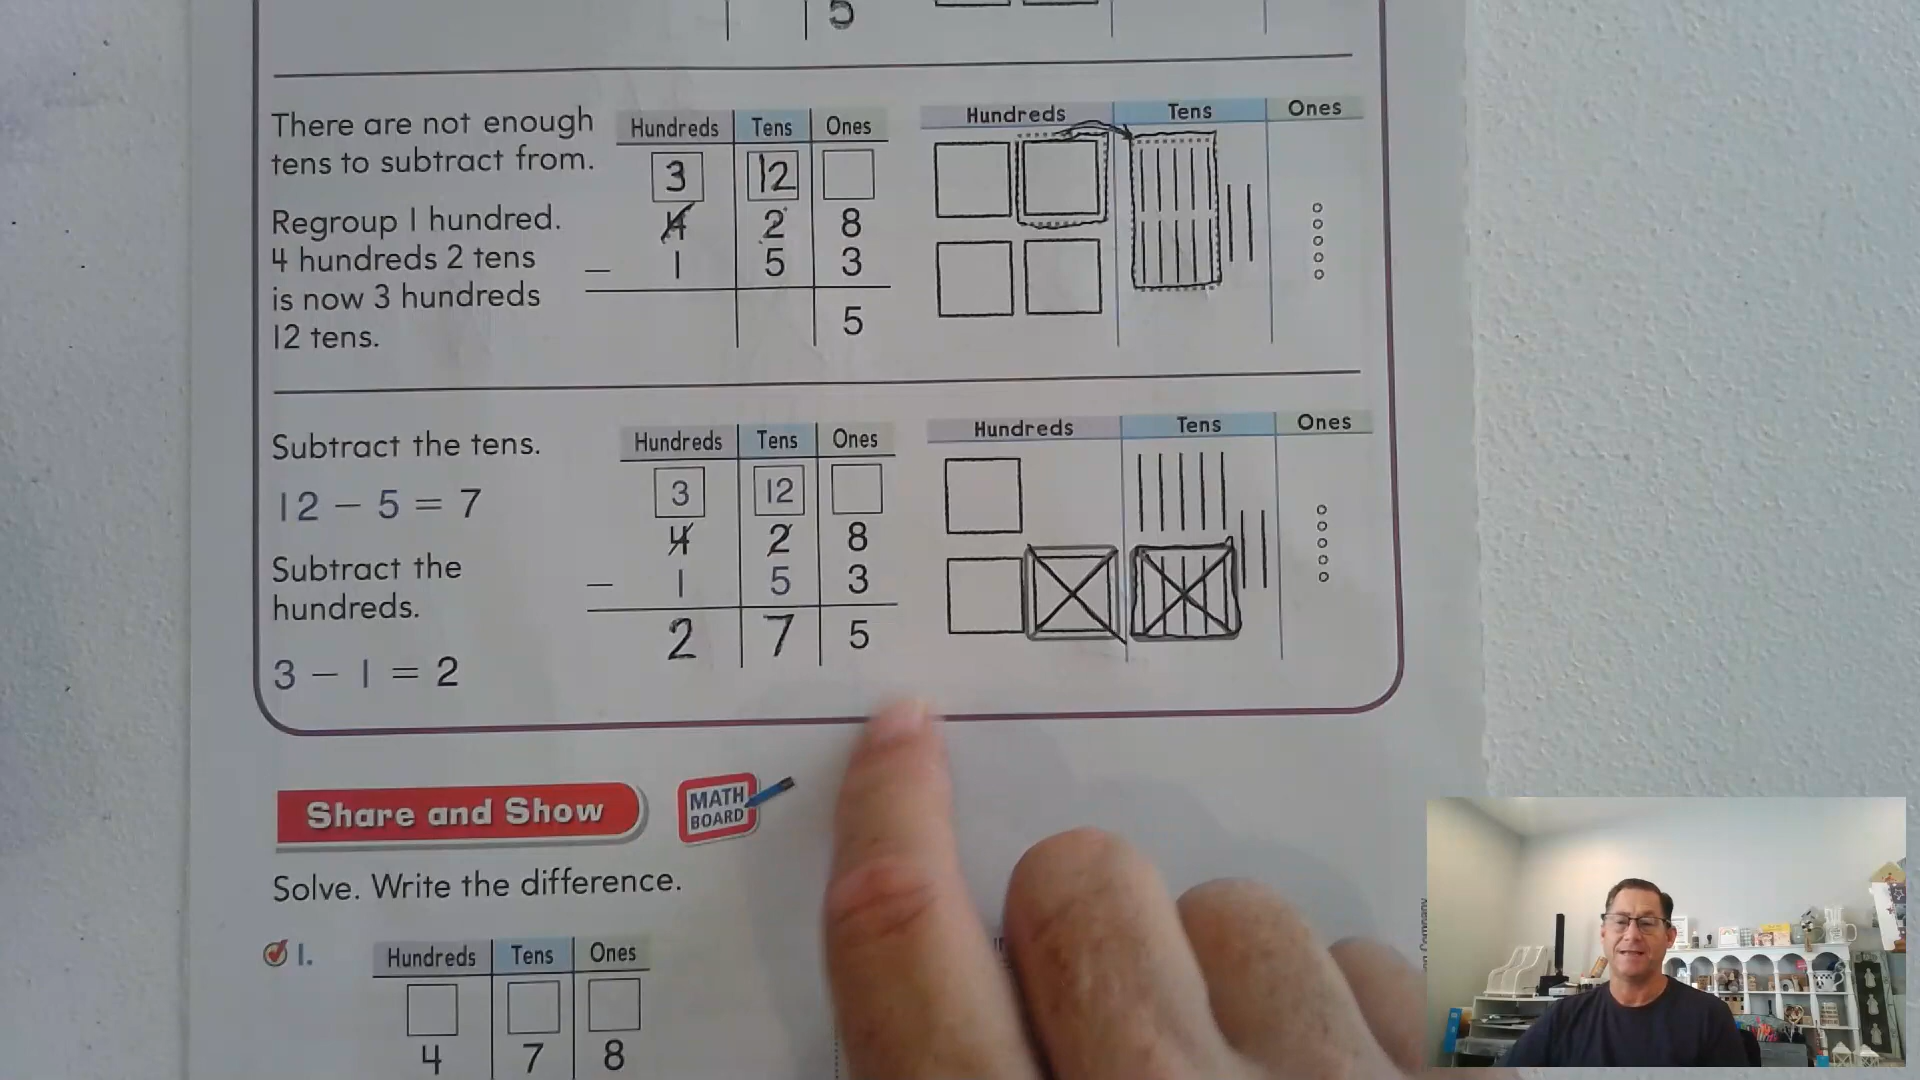 5
There are not enough
tens to subtract from.
Regroup 1 hundred.
4 hundreds 2 tens
is now 3 hundreds
12 tens.
Hundreds Tens Ones
3 12
4 2 8
– 1 5 3
5
Hundreds Tens Ones
Subtract the tens.
12 – 5 = 7
Subtract the
hundreds.
3 – 1 = 2
Hundreds Tens Ones
3 12
4 2 8
– 1 5 3
2 7 5
Hundreds Tens Ones
Share and Show
MATH
BOARD
Solve. Write the difference.
1.
Hundreds Tens Ones
4 7 8
Company